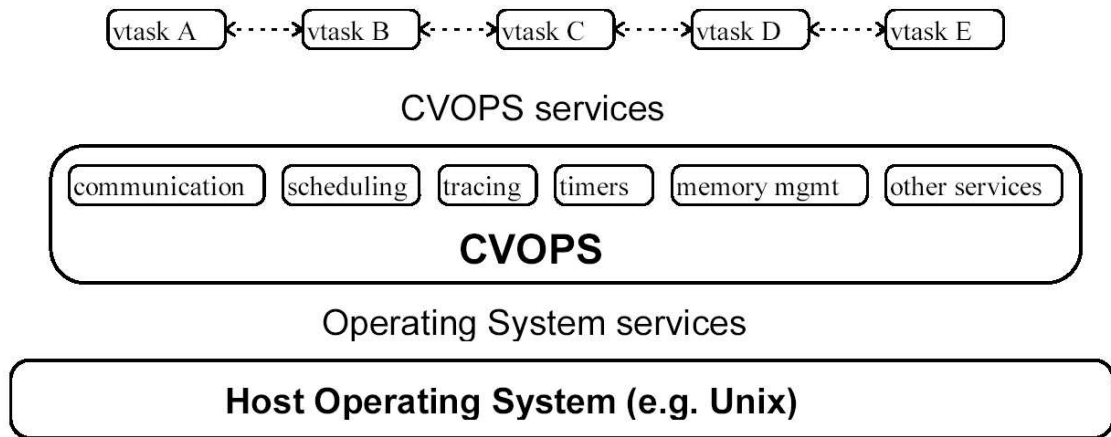 vtask A vtask B vtask C vtask D vtask E
CVOPS services
communication scheduling tracing timers memory mgmt other services
CVOPS
Operating System services
Host Operating System (e.g. Unix)